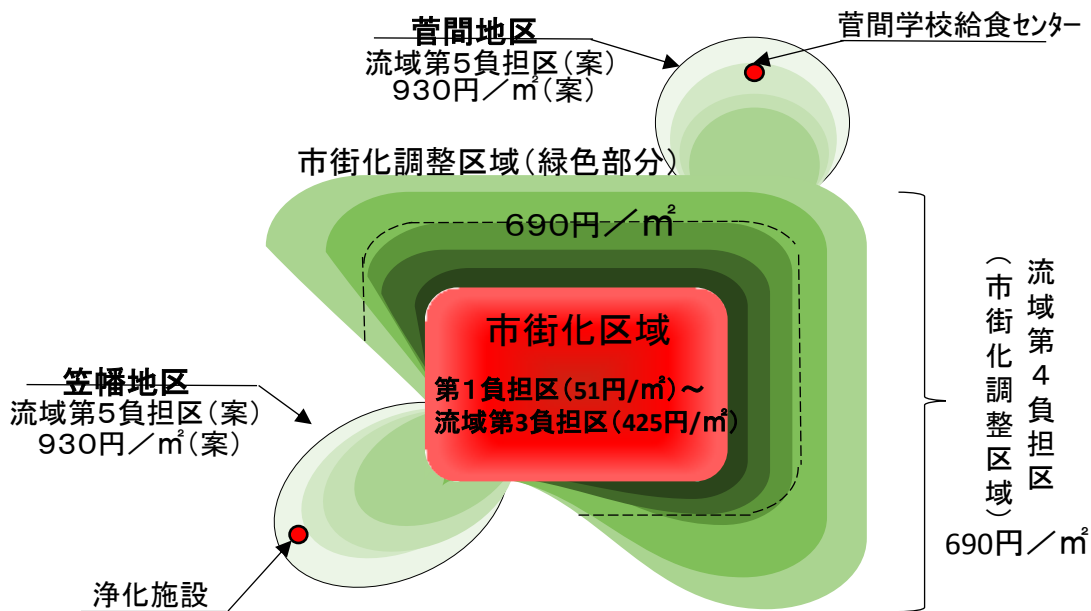 菅間地区
流域第5負担区(案)
930円/㎡(案)
菅間学校給食センター
市街化調整区域(緑色部分)
690円/㎡
市街化区域
第1負担区(51円/㎡)~
流域第3負担区(425円/㎡)
笠幡地区
流域第5負担区(案)
930円/㎡(案)
浄化施設
流域第4負担区
(市街化調整区域)
690円/㎡